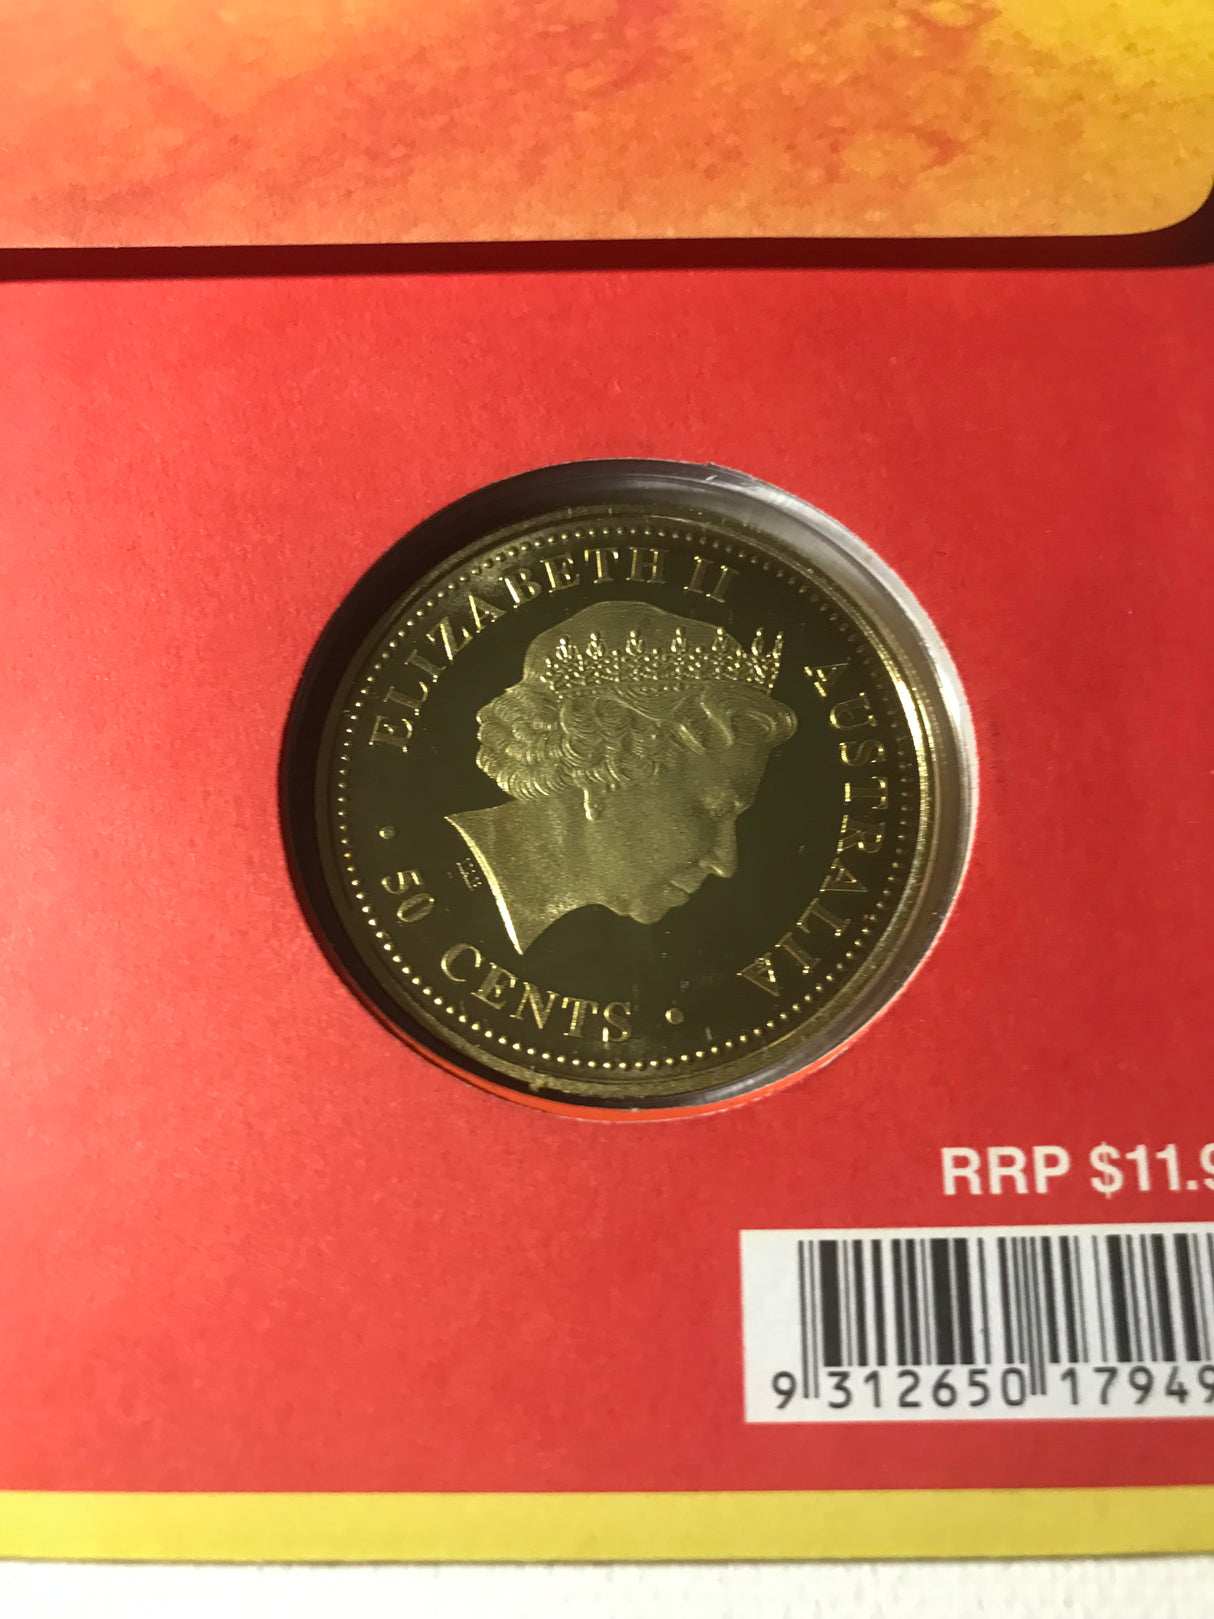 ELIZABETH II
AUSTRALIA
• 50 CENTS •
RRP $11.9
9 312650 17949